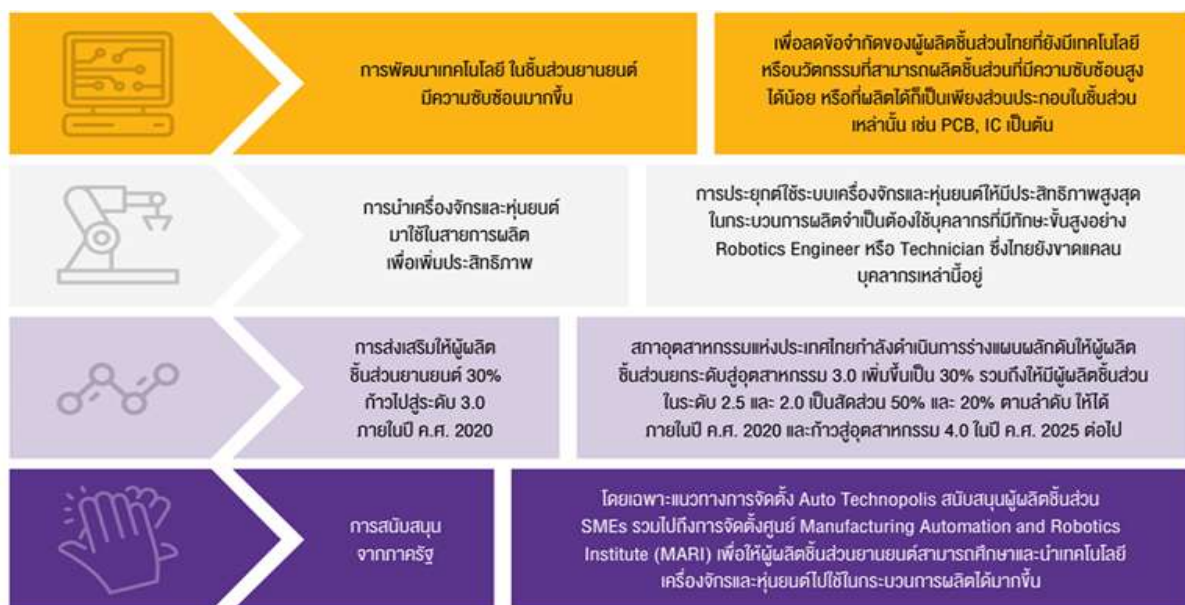 การพัฒนาเทคโนโลยี ในชิ้นส่วนยานยนต์
มีความซับซ้อนมากขึ้น
เพื่อลดข้อจำกัดของผู้ผลิตชิ้นส่วนไทยที่ยังมีเทคโนโลยี
หรือนวัตกรรมที่สามารถผลิตชิ้นส่วนที่มีความซับซ้อนสูง
ได้น้อย หรือที่ผลิตได้ก็เป็นเพียงส่วนประกอบในชิ้นส่วน
เหล่านั้น เช่น PCB, IC เป็นต้น
การนำเครื่องจักรและหุ่นยนต์
มาใช้ในสายการผลิต
เพื่อเพิ่มประสิทธิภาพ
การประยุกต์ใช้ระบบเครื่องจักรและหุ่นยนต์ให้มีประสิทธิภาพสูงสุด
ในกระบวนการผลิตจำเป็นต้องใช้บุคลากรที่มีทักษะขั้นสูงอย่าง
Robotics Engineer หรือ Technician ซึ่งไทยยังขาดแคลน
บุคลากรเหล่านี้อยู่
การส่งเสริมให้ผู้ผลิต
ชิ้นส่วนยานยนต์ 30%
ก้าวไปสู่ระดับ 3.0
ภายในปี ค.ศ. 2020
สภาอุตสาหกรรมแห่งประเทศไทยกำลังดำเนินการร่างแผนผลักดันให้ผู้ผลิต
ชิ้นส่วนยกระดับสู่อุตสาหกรรม 3.0 เพิ่มขึ้นเป็น 30% รวมถึงให้มีผู้ผลิตชิ้นส่วน
ในระดับ 2.5 และ 2.0 เป็นสัดส่วน 50% และ 20% ตามลำดับ ให้ได้
ภายในปี ค.ศ. 2020 และก้าวสู่อุตสาหกรรม 4.0 ในปี ค.ศ. 2025 ต่อไป
การสนับสนุน
จากภาครัฐ
โดยเฉพาะแนวทางการจัดตั้ง Auto Technopolis สนับสนุนผู้ผลิตชิ้นส่วน
SMEs รวมไปถึงการจัดตั้งศูนย์ Manufacturing Automation and Robotics
Institute (MARI) เพื่อให้ผู้ผลิตชิ้นส่วนยานยนต์สามารถศึกษาและนำเทคโนโลยี
เครื่องจักรและหุ่นยนต์ไปใช้ในกระบวนการผลิตได้มากขึ้น